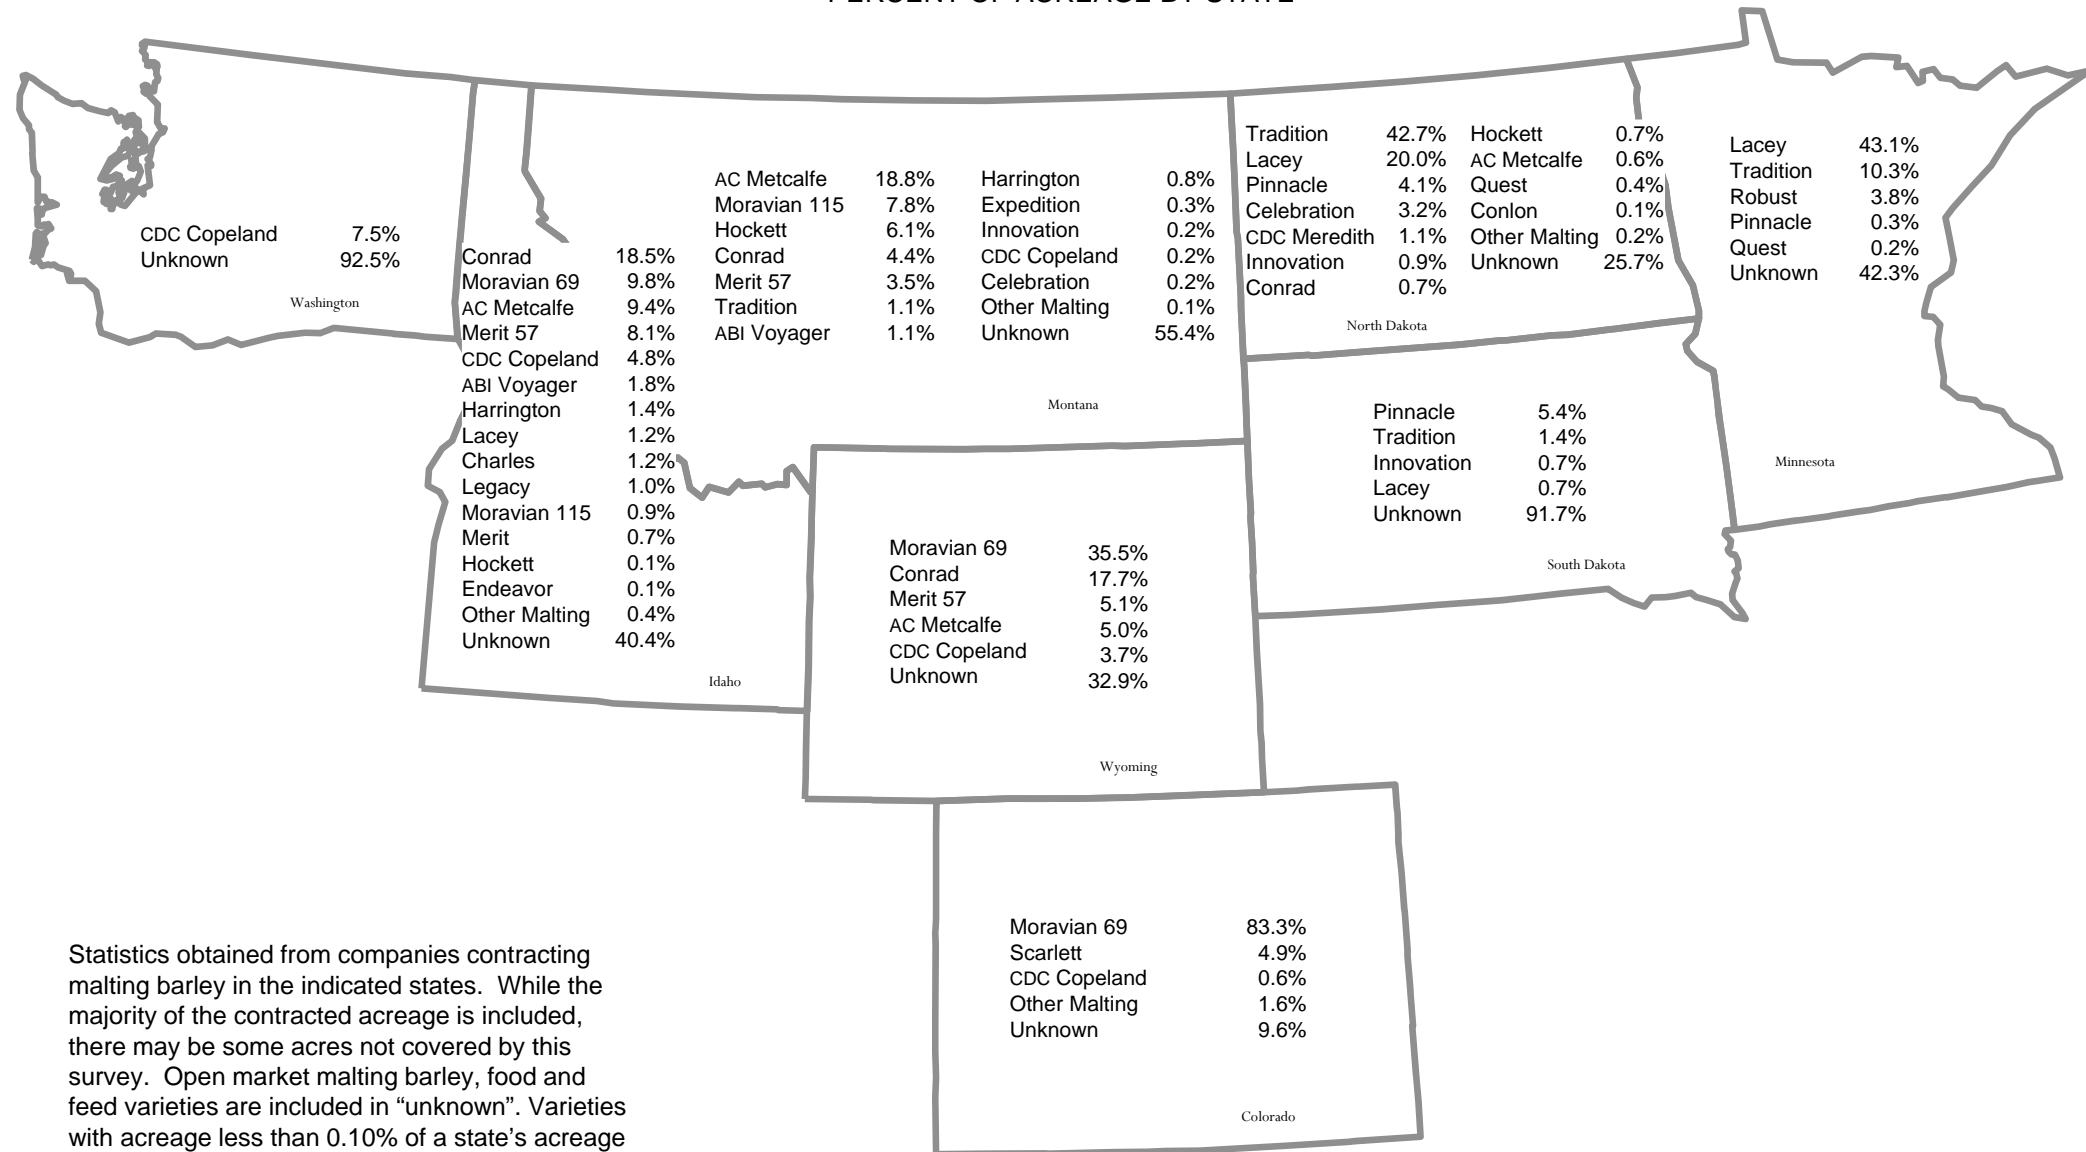 PERCENT OF ACREAGE BY STATE
CDC Copeland 7.5%
Unknown 92.5%
Washington
Conrad 18.5%
Moravian 69 9.8%
AC Metcalfe 9.4%
Merit 57 8.1%
CDC Copeland 4.8%
ABI Voyager 1.8%
Harrington 1.4%
Lacey 1.2%
Charles 1.2%
Legacy 1.0%
Moravian 115 0.9%
Merit 0.7%
Hockett 0.1%
Endeavor 0.1%
Other Malting 0.4%
Unknown 40.4%
Idaho
AC Metcalfe 18.8% Harrington 0.8%
Moravian 115 7.8% Expedition 0.3%
Hockett 6.1% Innovation 0.2%
Conrad 4.4% CDC Copeland 0.2%
Merit 57 3.5% Celebration 0.2%
Tradition 1.1% Other Malting 0.1%
ABI Voyager 1.1% Unknown 55.4%
Montana
Tradition 42.7% Hockett 0.7%
Lacey 20.0% AC Metcalfe 0.6%
Pinnacle 4.1% Quest 0.4%
Celebration 3.2% Conlon 0.1%
CDC Meredith 1.1% Other Malting 0.2%
Innovation 0.9% Unknown 25.7%
Conrad 0.7%
North Dakota
Lacey 43.1%
Tradition 10.3%
Robust 3.8%
Pinnacle 0.3%
Quest 0.2%
Unknown 42.3%
Minnesota
Pinnacle 5.4%
Tradition 1.4%
Innovation 0.7%
Lacey 0.7%
Unknown 91.7%
South Dakota
Moravian 69 35.5%
Conrad 17.7%
Merit 57 5.1%
AC Metcalfe 5.0%
CDC Copeland 3.7%
Unknown 32.9%
Wyoming
Moravian 69 83.3%
Scarlett 4.9%
CDC Copeland 0.6%
Other Malting 1.6%
Unknown 9.6%
Colorado
Statistics obtained from companies contracting
malting barley in the indicated states.  While the
majority of the contracted acreage is included,
there may be some acres not covered by this
survey.  Open market malting barley, food and
feed varieties are included in “unknown”. Varieties
with acreage less than 0.10% of a state’s acreage